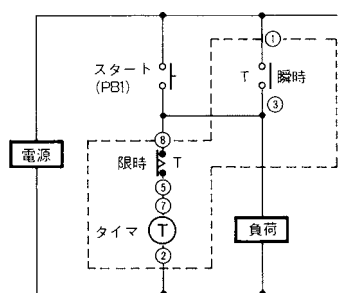 ①
スタート
(PB1)
T
瞬時
③
⑧
電源
限時
T
⑤
⑦
タイマ
T
負荷
②